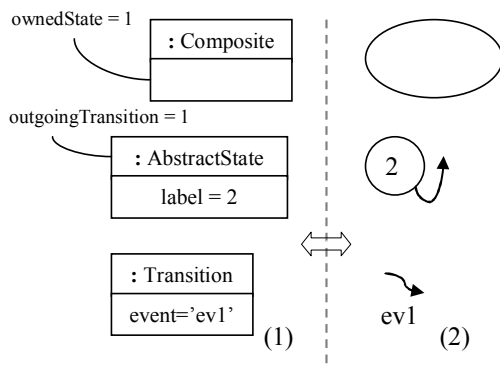 ownedState = 1
: Composite
outgoingTransition = 1
: AbstractState
label = 2
2
: Transition
event=’ev1’
(1)
ev1
(2)